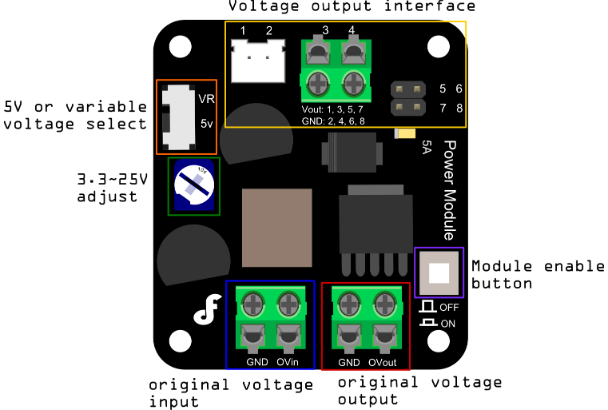 Voltage output interface
1 2 3 4
5 6
7 8
Vout: 1, 3, 5, 7
GND: 2, 4, 6, 8
5V or variable
voltage select
VR
5v
5A
Power Module
3.3~25V
adjust
Module enable
button
OFF
ON
GND OVin
GND OVout
original voltage
input
original voltage
output